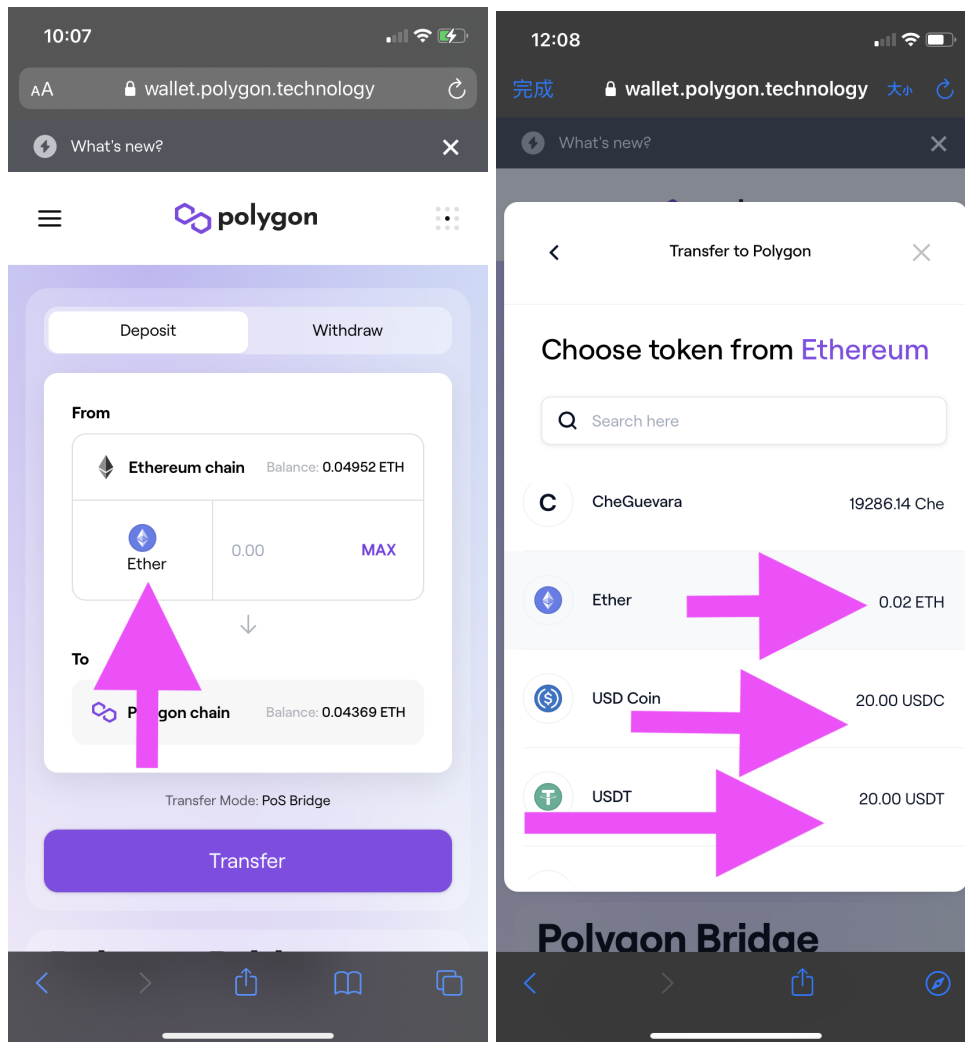 10:07
AA
wallet.polygon.technology
What's new?
polygon
Deposit
Withdraw
From
Ethereum chain
Balance: 0.04952 ETH
Ether
0.00
MAX
To
Balance: 0.04369 ETH
Transfer Mode: PoS Bridge
Transfer
12:08
完成
wallet.polygon.technology
大小
What's new?
Transfer to Polygon
Choose token from Ethereum
Search here
C
CheGuevara
19286.14 Che
Ether
0.02 ETH
USD Coin
20.00 USDC
USDT
20.00 USDT
Polygon Bridge